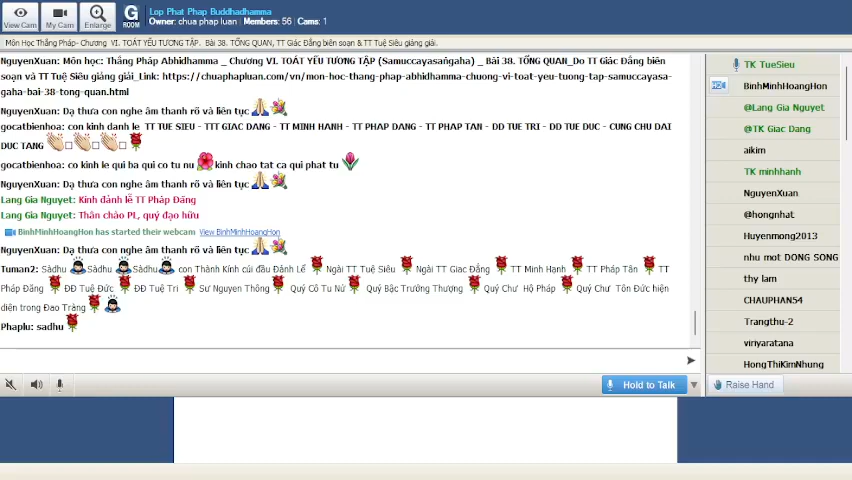 View Cam
My Cam
Enlarge
G
ROOM
Lop Phat Phap Buddhadhamma
Owner: chua phap luan _ Members: 56 _ Cams: 1
Môn Học Thắng Pháp- Chương  VI. TOÁT YẾU TƯƠNG TẬP.  Bài 38. TỔNG QUAN, TT Giác Đẳng biên soạn & TT Tuệ Siêu giảng giải.
NguyenXuan: Môn học: Thắng Pháp Abhidhamma _ Chương VI. TOÁT YẾU TƯƠNG TẬP (Samuccayasaṅgaha) _ Bài 38. TỔNG QUAN_Do TT Giác Đẳng biên
soạn và TT Tuệ Siêu giảng giải_Link: https://chuaphapluan.com/vn/mon-hoc-thang-phap-abhidhamma-chuong-vi-toat-yeu-tuong-tap-samuccayasa-
gaha-bai-38-tong-quan.html
NguyenXuan: Dạ thưa con nghe âm thanh rõ và liên tục
gocatbienhoa: con kinh danh le  TT TUE SIEU - TTT GIAC DANG - TT MINH HANH - TT PHAP DANG - TT PHAP TAN - DD TUE TRI - DD TUE DUC - CUNG CHU DAI
DUC TANG
gocatbienhoa: co kinh le qui ba qui co tu nu kinh chao tat ca qui phat tu
NguyenXuan: Dạ thưa con nghe âm thanh rõ và liên tục
Lang Gia Nguyet: Kính đảnh lễ TT Pháp Đăng
Lang Gia Nguyet: Thân chào PL, quý đạo hữu
BinhMinhHoangHon has started their webcam  View BinhMinhHoangHon
NguyenXuan: Dạ thưa con nghe âm thanh rõ và liên tục
Tuman2: Sàdhu Sàdhu Sàdhu con Thành Kính cúi đầu Đảnh Lể Ngài TT Tuệ Siêu Ngài TT Giac Đẳng TT Minh Hạnh TT Pháp Tân TT
Pháp Đăng ĐĐ Tuệ Đức ĐĐ Tuệ Tri Sư Nguyen Thông Quý Cô Tu Nử Quý Bậc Trưởng Thượng Quý Chư  Hộ Pháp Quý Chư  Tôn Đức hiện
diện trong Đao Tràng
Phaplu: sadhu
Hold to Talk
TK TueSieu
HD
BinhMinhHoangHon
@Lang Gia Nguyet
@TK Giac Dang
aikim
TK minhhanh
NguyenXuan
@hongnhat
Huyenmong2013
nhu mot DONG SONG
thy lam
CHAUPHAN54
Trangthu-2
viriyaratana
HongThiKimNhung
Raise Hand